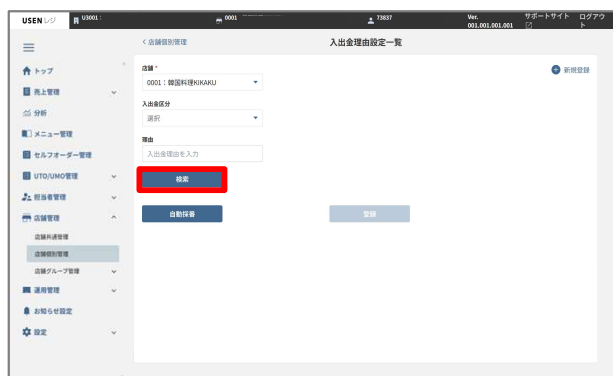 USEN レジ
U3001：
0001
73837
Ver.
001.001.001.001
サポートサイト
ログアウト
＜ 店舗個別管理
入出金理由設定一覧
トップ
売上管理
分析
メニュー管理
セルフオーダー管理
UTO/UMO管理
担当者管理
店舗管理
店舗共通管理
店舗個別管理
店舗グループ管理
運用管理
お知らせ設定
設定
店舗 *
0001：韓国料理KIKAKU
新規登録
入出金区分
選択
理由
入出金理由を入力
検索
自動採番
登録